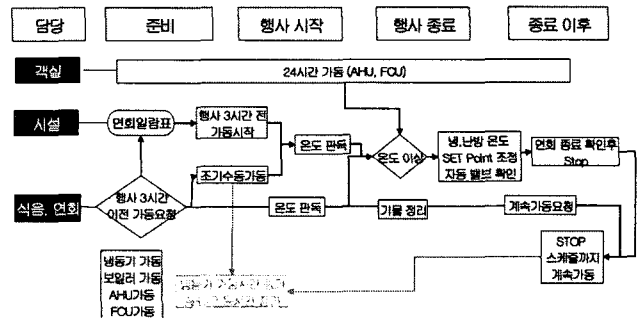 담당
준비
행사 시작
행사 종료
종료 이후
객실
24시간 가동 (AHU, FCU)
시설
연회일람표
행사 3시간 전
가동시작
온도 판독
온도 이상
냉,난방 온도
SET Point 조정
자동 밸브 확인
연회 종료 확인후
Stop
조기수동가동
식음, 연회
행사 3시간
이전 가동요청
온도 판독
기물 정리
계속가동요청
냉동기 가동
보일러 가동
AHU가동
FCU가동
STOP
스케쥴까지
계속가동